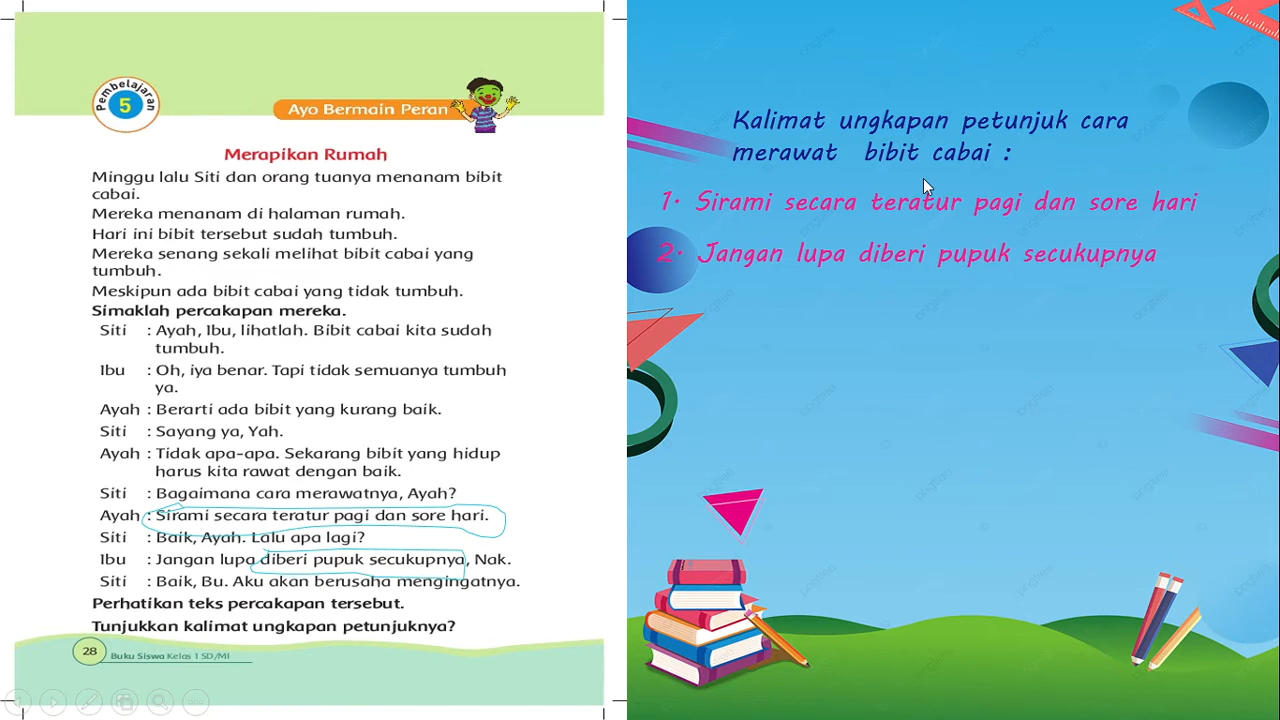 Pembelajaran
5
Ayo Bermain Peran
Merapikan Rumah
Minggu lalu Siti dan orang tuanya menanam bibit
cabai.
Mereka menanam di halaman rumah.
Hari ini bibit tersebut sudah tumbuh.
Mereka senang sekali melihat bibit cabai yang
tumbuh.
Meskipun ada bibit cabai yang tidak tumbuh.
Simaklah percakapan mereka.
Siti : Ayah, Ibu, lihatlah. Bibit cabai kita sudah
tumbuh.
Ibu : Oh, iya benar. Tapi tidak semuanya tumbuh
ya.
Ayah : Berarti ada bibit yang kurang baik.
Siti : Sayang ya, Yah.
Ayah : Tidak apa-apa. Sekarang bibit yang hidup
harus kita rawat dengan baik.
Siti : Bagaimana cara merawatnya, Ayah?
Ayah : Sirami secara teratur pagi dan sore hari.
Siti : Baik, Ayah. Lalu apa lagi?
Ibu : Jangan lupa diberi pupuk secukupnya, Nak.
Siti : Baik, Bu. Aku akan berusaha mengingatnya.
Perhatikan teks percakapan tersebut.
Tunjukkan kalimat ungkapan petunjuknya?
28 Buku Siswa Kelas 1 SD/MI
Kalimat ungkapan petunjuk cara
merawat bibit cabai :
1. Sirami secara teratur pagi dan sore hari
2. Jangan lupa diberi pupuk secukupnya